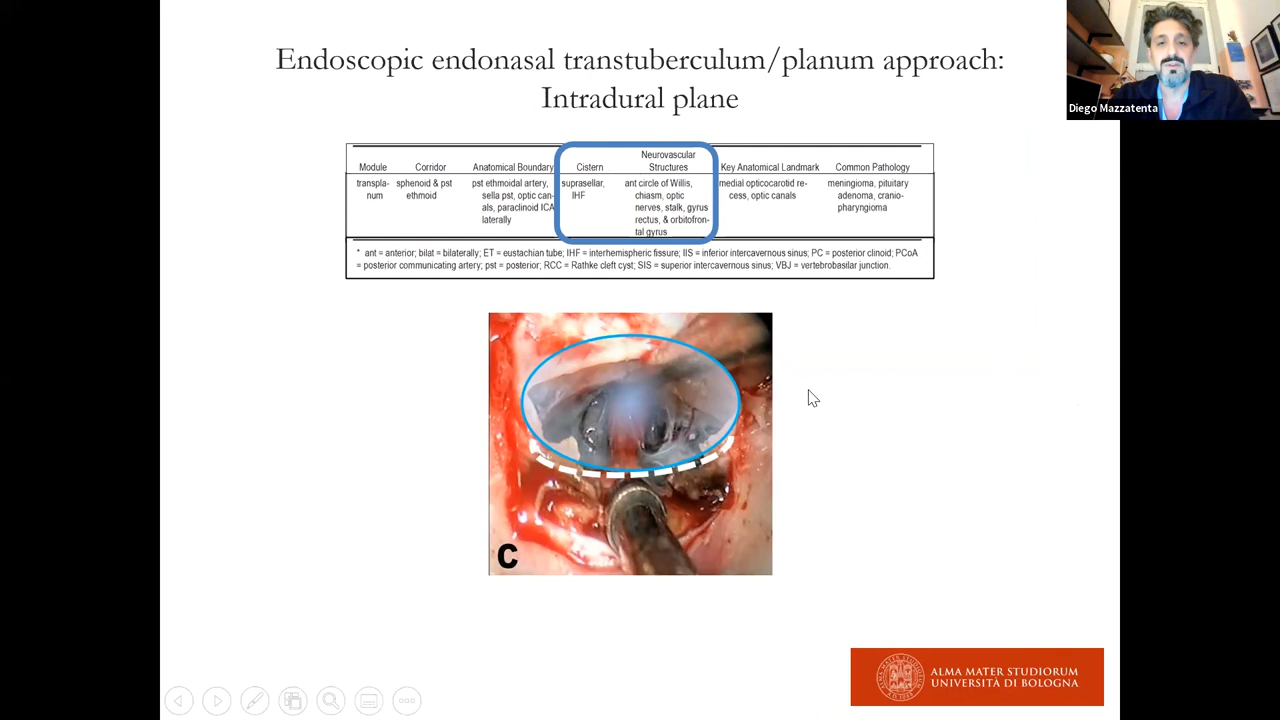 Endoscopic endonasal transtuberculum/planum approach:
Intradural plane
Diego Mazzatenta
Module Corridor Anatomical Boundary Cistern Neurovascular Structures Key Anatomical Landmark Common Pathology
transpla-
num
sphenoid & pst
ethmoid
pst ethmoidal artery,
sella pst, optic can-
als, paraclinoid ICA
laterally
suprasellar,
IHF
ant circle of Willis,
chiasm, optic
nerves, stalk, gyrus
rectus, & orbitofron-
tal gyrus
medial opticocarotid re-
cess, optic canals
meningioma, pituitary
adenoma, cranio-
pharyngioma
* ant = anterior; bilat = bilaterally; ET = eustachian tube; IHF = interhemispheric fissure; IIS = inferior intercavernous sinus; PC = posterior clinoid; PCoA
= posterior communicating artery; pst = posterior; RCC = Rathke cleft cyst; SIS = superior intercavernous sinus; VBJ = vertebrobasilar junction.
C
ALMA MATER STUDIORUM
UNIVERSITÀ DI BOLOGNA